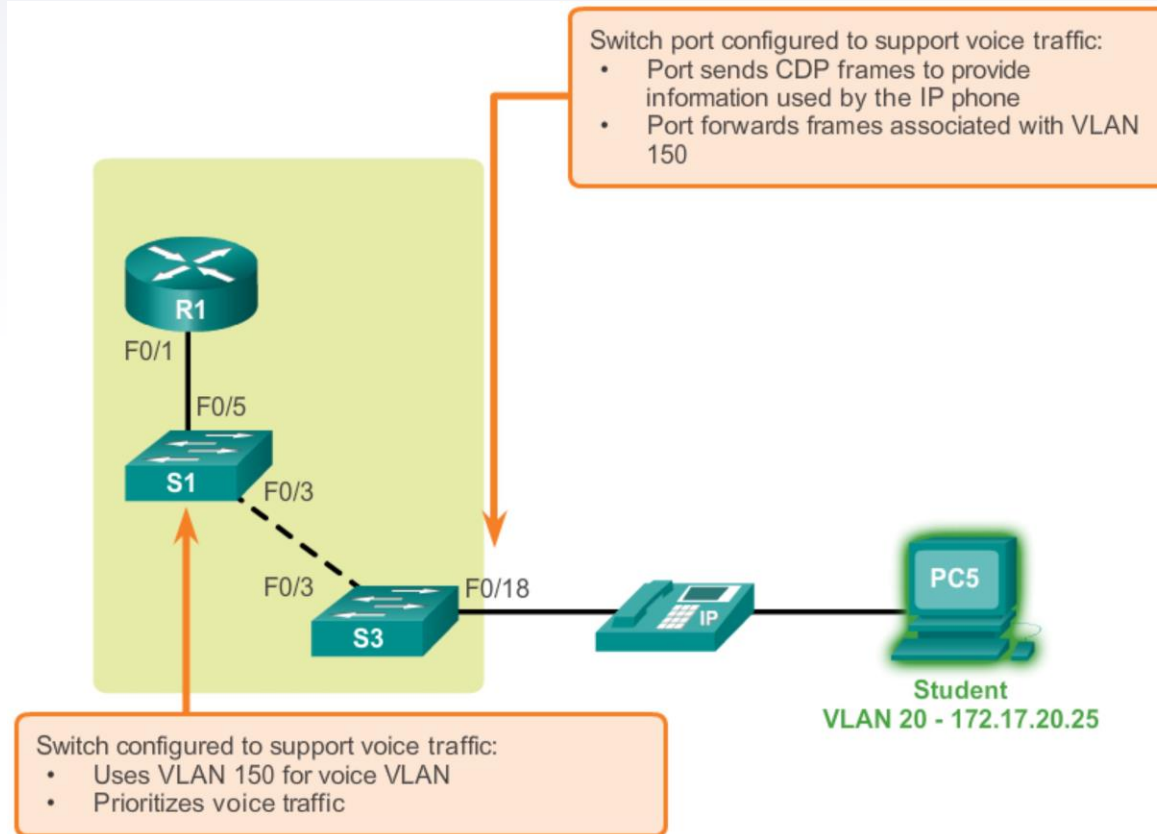 Switch port configured to support voice traffic:
• Port sends CDP frames to provide
information used by the IP phone
• Port forwards frames associated with VLAN
150
R1
F0/1
F0/5
S1
F0/3
F0/3
F0/18
S3
IP
PC5
Student
VLAN 20 - 172.17.20.25
Switch configured to support voice traffic:
• Uses VLAN 150 for voice VLAN
• Prioritizes voice traffic